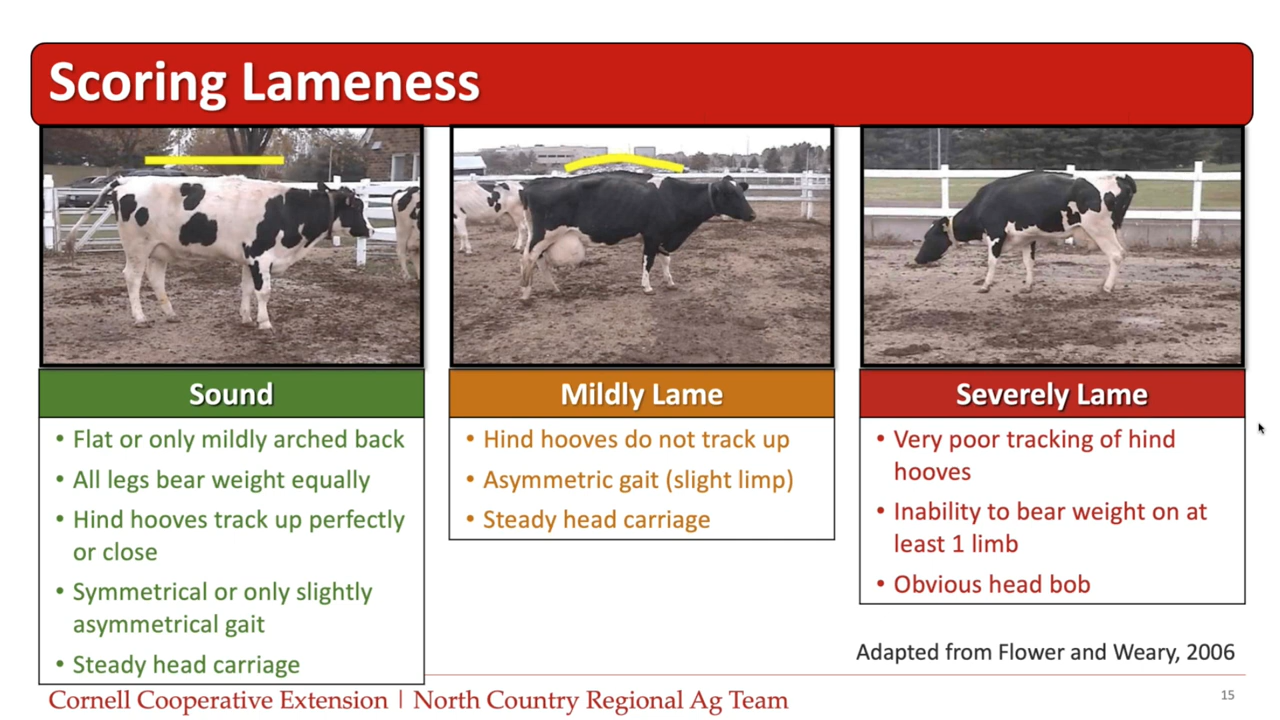 Scoring Lameness
Sound
• Flat or only mildly arched back
• All legs bear weight equally
• Hind hooves track up perfectly
or close
• Symmetrical or only slightly
asymmetrical gait
• Steady head carriage
Mildly Lame
• Hind hooves do not track up
• Asymmetric gait (slight limp)
• Steady head carriage
Severely Lame
• Very poor tracking of hind
hooves
• Inability to bear weight on at
least 1 limb
• Obvious head bob
Adapted from Flower and Weary, 2006
Cornell Cooperative Extension | North Country Regional Ag Team
15